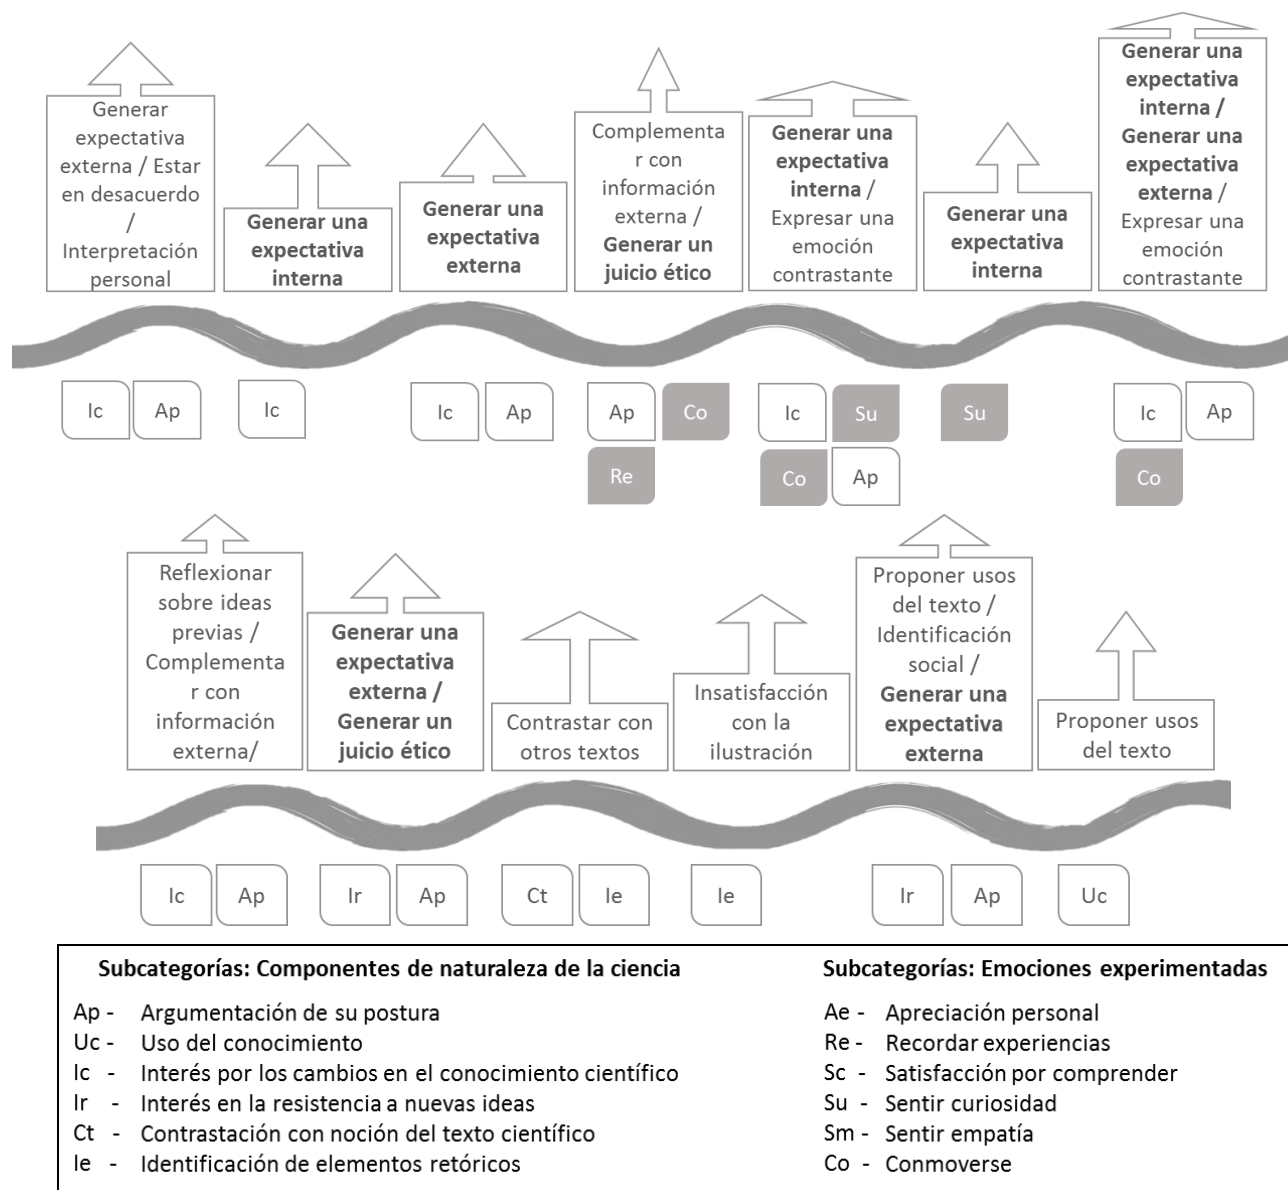 Generar
expectativa
externa / Estar
en desacuerdo
/
Interpretación
personal
Generar una
expectativa
interna
Generar una
expectativa
externa
Complementa
r con
información
externa /
Generar un
juicio ético
Generar una
expectativa
interna /
Expresar una
emoción
contrastante
Generar una
expectativa
interna
Generar una
expectativa
interna /
Generar una
expectativa
externa /
Expresar una
emoción
contrastante
Ic Ap Ic Ic Ap Ap Co Ic Su Su Ic Ap
Re Co Ap Co
Reflexionar
sobre ideas
previas /
Complementa
r con
información
externa/
Generar una
expectativa
externa /
Generar un
juicio ético
Contrastar con
otros textos
Insatisfacción
con la
ilustración
Proponer usos
del texto /
Identificación
social /
Generar una
expectativa
externa
Proponer usos
del texto
Ic Ap Ir Ap Ct Ie Ie Ir Ap Uc
Subcategorías: Componentes de naturaleza de la ciencia
Ap - Argumentación de su postura
Uc - Uso del conocimiento
Ic - Interés por los cambios en el conocimiento científico
Ir - Interés en la resistencia a nuevas ideas
Ct - Contrastación con noción del texto científico
Ie - Identificación de elementos retóricos
Subcategorías: Emociones experimentadas
Ae - Apreciación personal
Re - Recordar experiencias
Sc - Satisfacción por comprender
Su - Sentir curiosidad
Sm - Sentir empatía
Co - Conmoverse